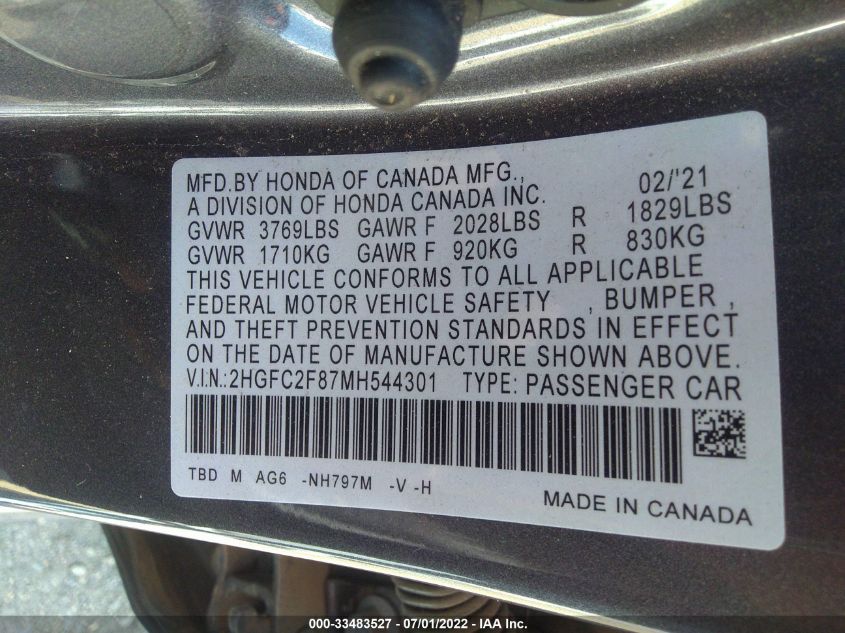 MFD.BY HONDA OF CANADA MFG., 02/'21
A DIVISION OF HONDA CANADA INC.
GVWR 3769LBS GAWR F 2028LBS R 1829LBS
GVWR 1710KG GAWR F 920KG R 830KG
THIS VEHICLE CONFORMS TO ALL APPLICABLE
FEDERAL MOTOR VEHICLE SAFETY , BUMPER ,
AND THEFT PREVENTION STANDARDS IN EFFECT
ON THE DATE OF MANUFACTURE SHOWN ABOVE.
V.I.N.:2HGFC2F87MH544301 TYPE: PASSENGER CAR
TBD M AG6 -NH797M -V -H
MADE IN CANADA
000-33483527 - 07/01/2022 - IAA Inc.